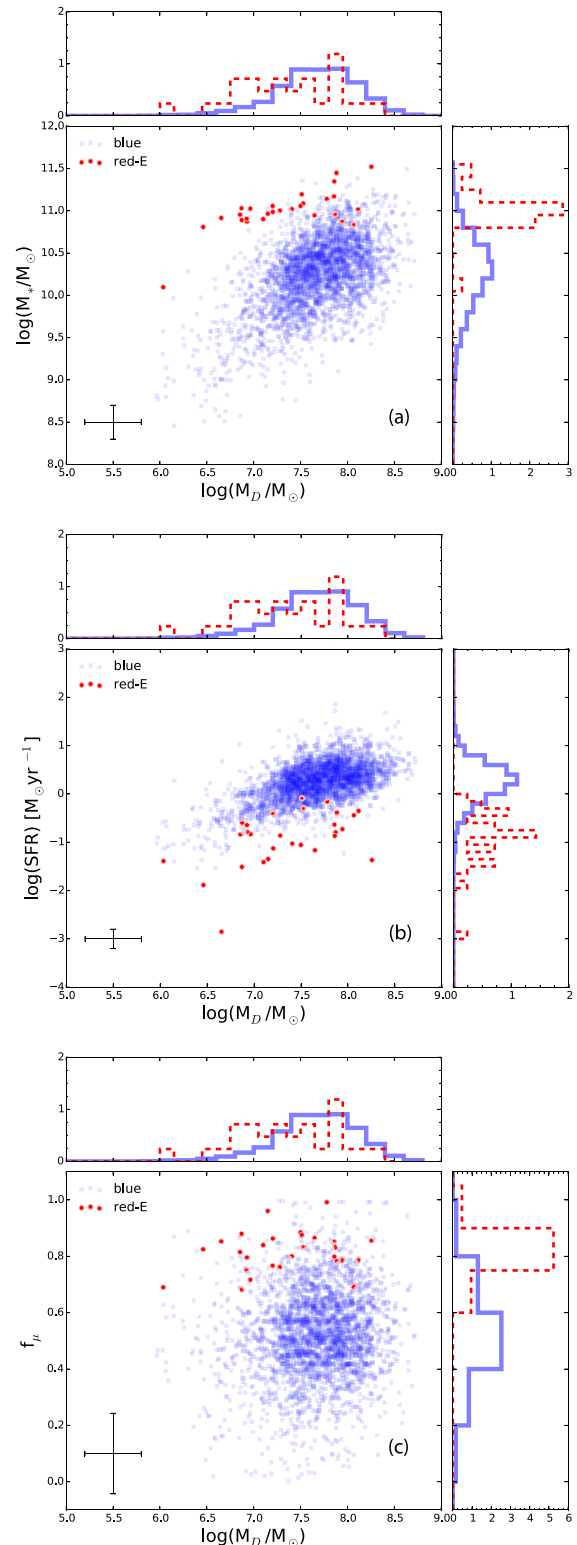 2
1
0
12.0
11.5
11.0
10.5
10.0
9.5
9.0
8.5
8.0
log(M*/M⊙)
blue
red-E
(a)
5.0 5.5 6.0 6.5 7.0 7.5 8.0 8.5 9.0
log(M_D/M⊙)
0 1 2 3
2
1
0
3
2
1
0
−1
−2
−3
−4
log(SFR) [M⊙yr⁻¹]
blue
red-E
(b)
5.0 5.5 6.0 6.5 7.0 7.5 8.0 8.5 9.0
log(M_D/M⊙)
0 1 2
2
1
0
1.0
0.8
0.6
0.4
0.2
0.0
f_μ
blue
red-E
(c)
5.0 5.5 6.0 6.5 7.0 7.5 8.0 8.5 9.0
log(M_D/M⊙)
0 1 2 3 4 5 6